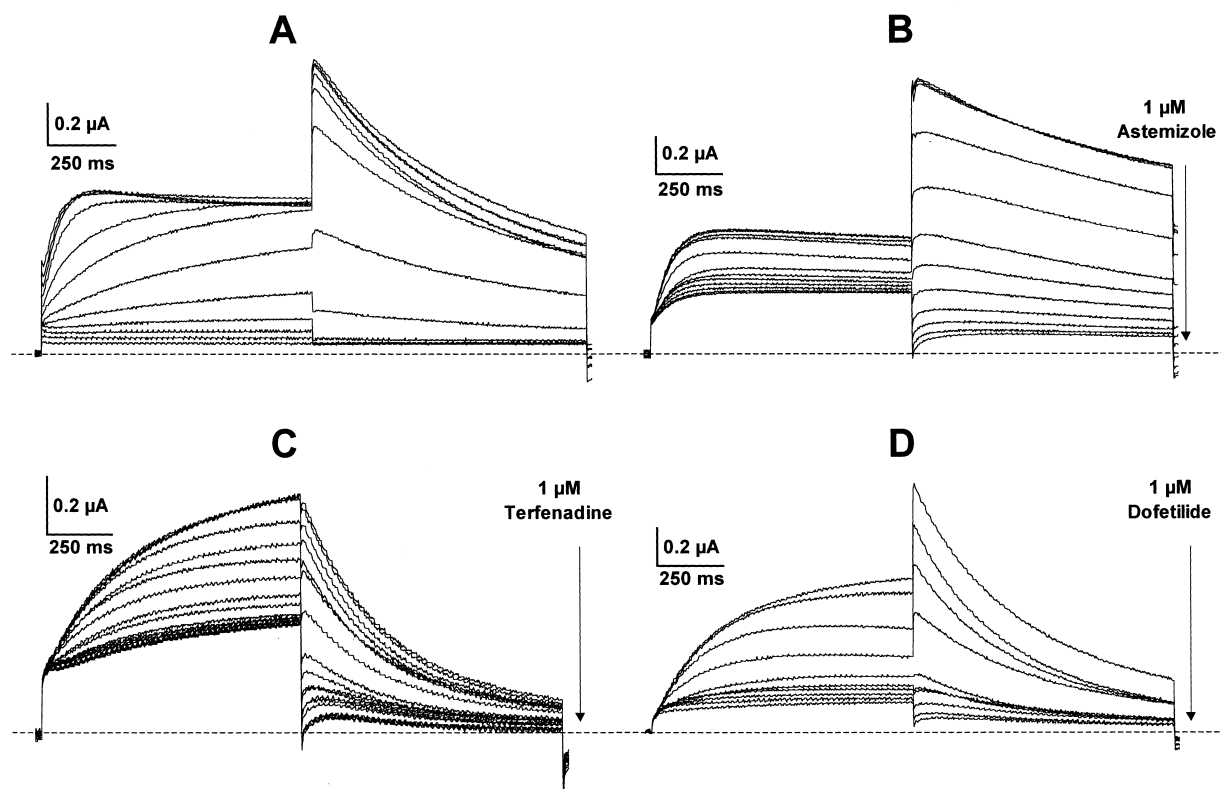 A
0.2 µA
250 ms
B
0.2 µA
250 ms
1 µM
Astemizole
C
0.2 µA
250 ms
1 µM
Terfenadine
D
0.2 µA
250 ms
1 µM
Dofetilide